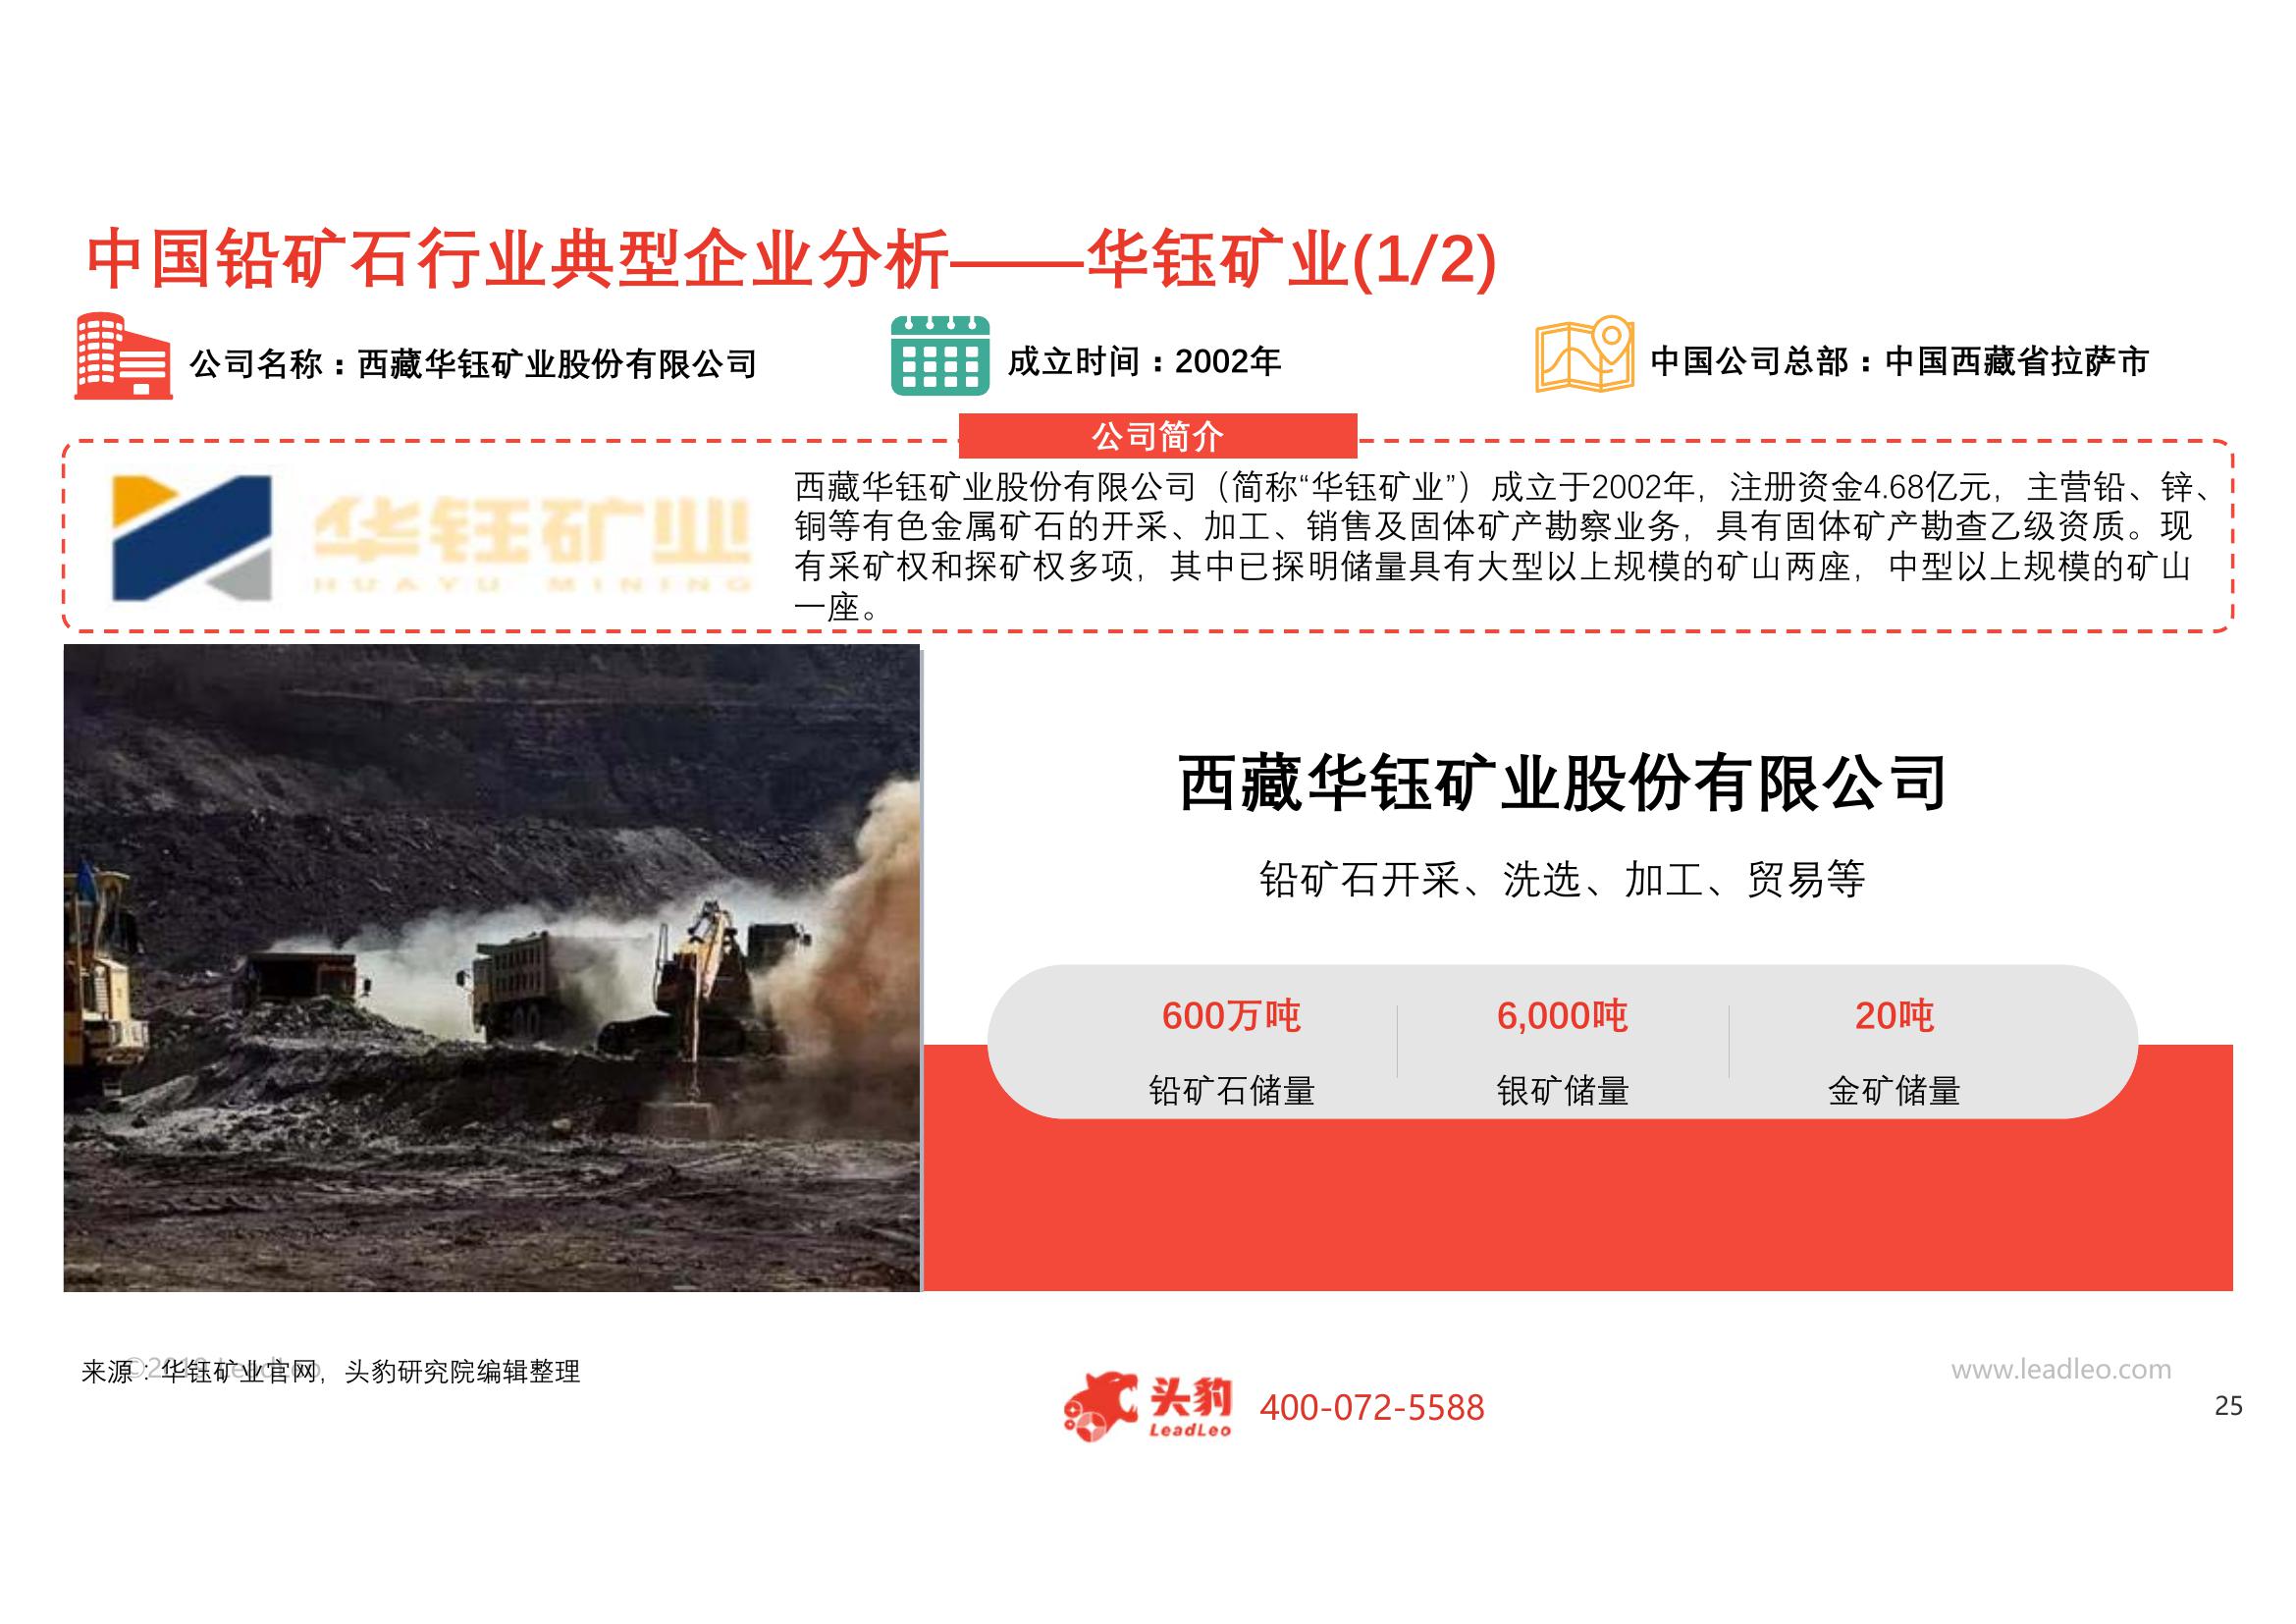 中国铅矿石行业典型企业分析——华钰矿业(1/2)
公司名称：西藏华钰矿业股份有限公司
成立时间：2002年
中国公司总部：中国西藏省拉萨市
公司简介
华钰矿业
HUAYU MINING
西藏华钰矿业股份有限公司（简称“华钰矿业”）成立于2002年，注册资金4.68亿元，主营铅、锌、
铜等有色金属矿石的开采、加工、销售及固体矿产勘察业务，具有固体矿产勘查乙级资质。现
有采矿权和探矿权多项，其中已探明储量具有大型以上规模的矿山两座，中型以上规模的矿山
一座。
西藏华钰矿业股份有限公司
铅矿石开采、洗选、加工、贸易等
600万吨
6,000吨
20吨
铅矿石储量
银矿储量
金矿储量
来源：华钰矿业官网，头豹研究院编辑整理
©2019 LeadLeo
www.leadleo.com
头豹
LeadLeo
400-072-5588
25